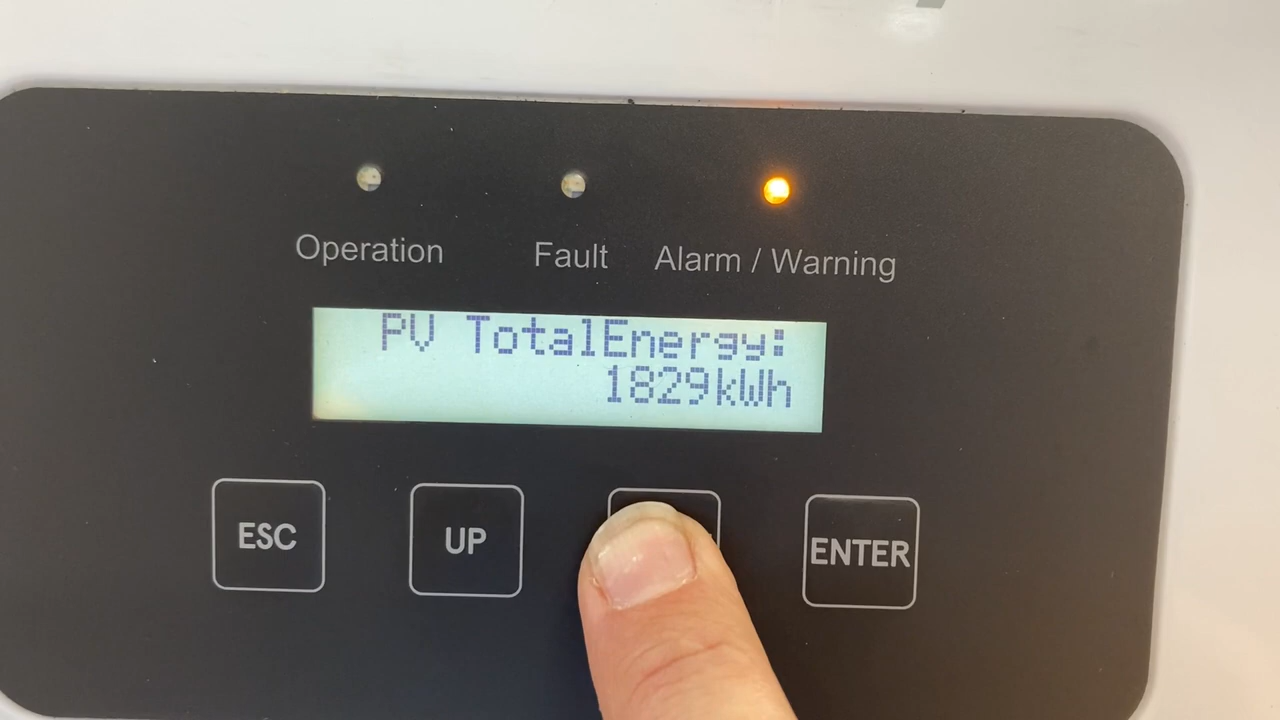 Operation Fault Alarm / Warning
PV TotalEnergy:
1829kWh
ESC UP ENTER